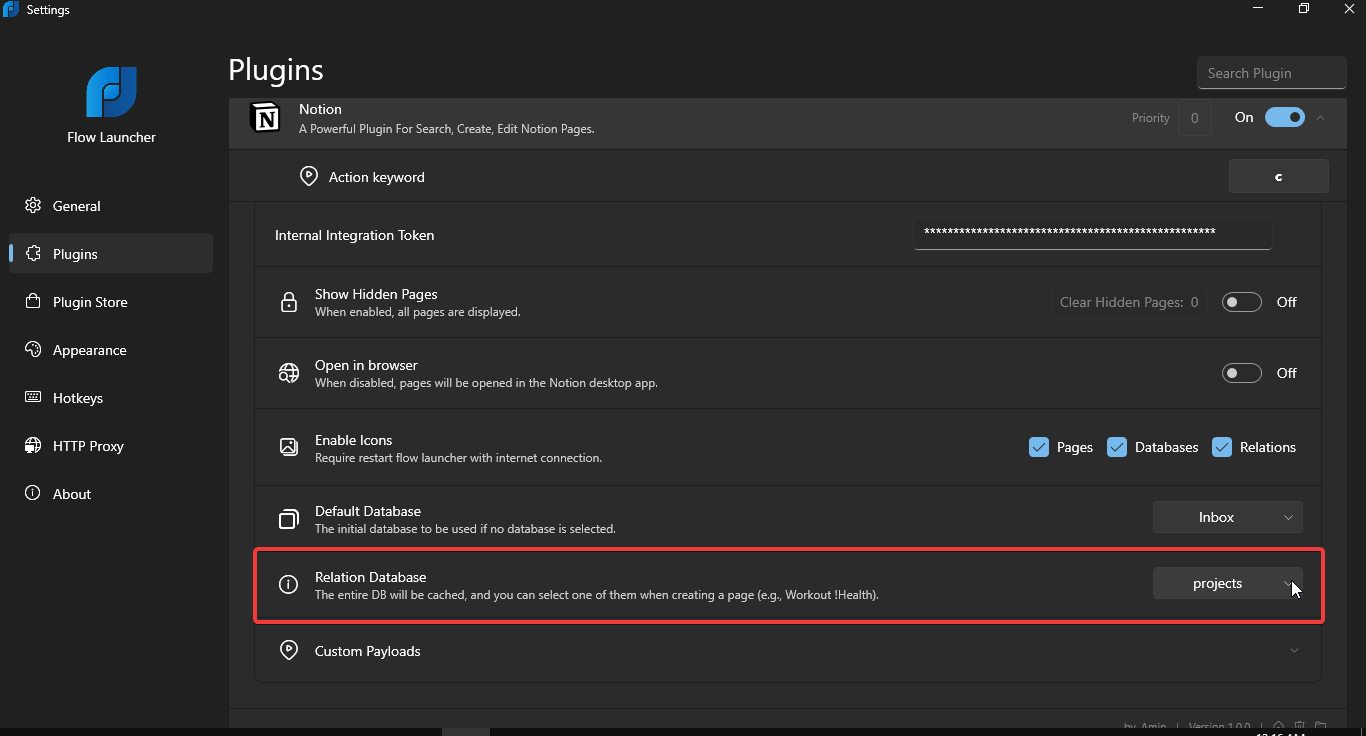 Settings
Flow Launcher
General
Plugins
Plugin Store
Appearance
Hotkeys
HTTP Proxy
About
Plugins
Search Plugin
N
Notion
A Powerful Plugin For Search, Create, Edit Notion Pages.
Priority 0 On
Action keyword
c
Internal Integration Token
Show Hidden Pages
When enabled, all pages are displayed.
Clear Hidden Pages: 0 Off
Open in browser
When disabled, pages will be opened in the Notion desktop app.
Off
Enable Icons
Require restart flow launcher with internet connection.
Pages Databases Relations
Default Database
The initial database to be used if no database is selected.
Inbox
Relation Database
The entire DB will be cached, and you can select one of them when creating a page (e.g., Workout !Health).
projects
Custom Payloads
by Amin | Version 1.0.0 |
12:16 AM